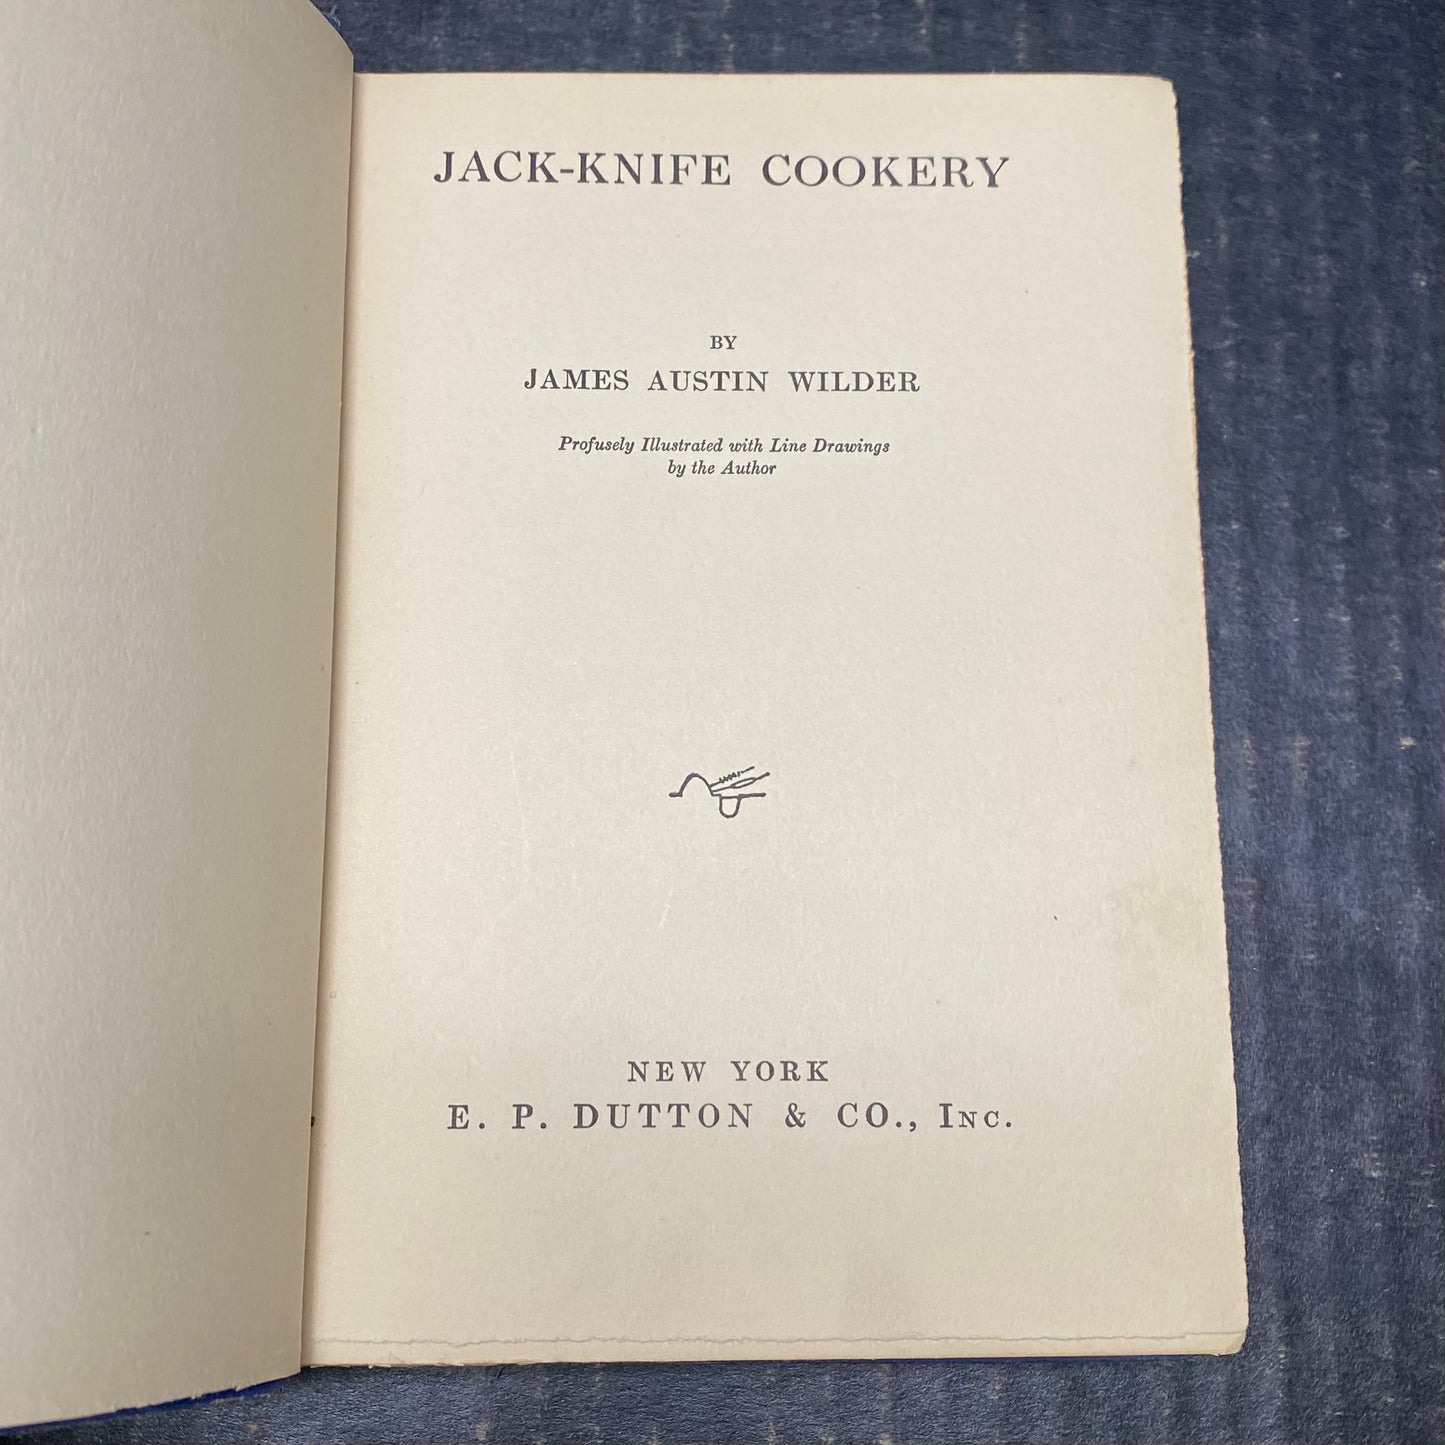 JACK-KNIFE COOKERY
BY
JAMES AUSTIN WILDER
Profusely Illustrated with Line Drawings
by the Author
NEW YORK
E. P. DUTTON & CO., INC.